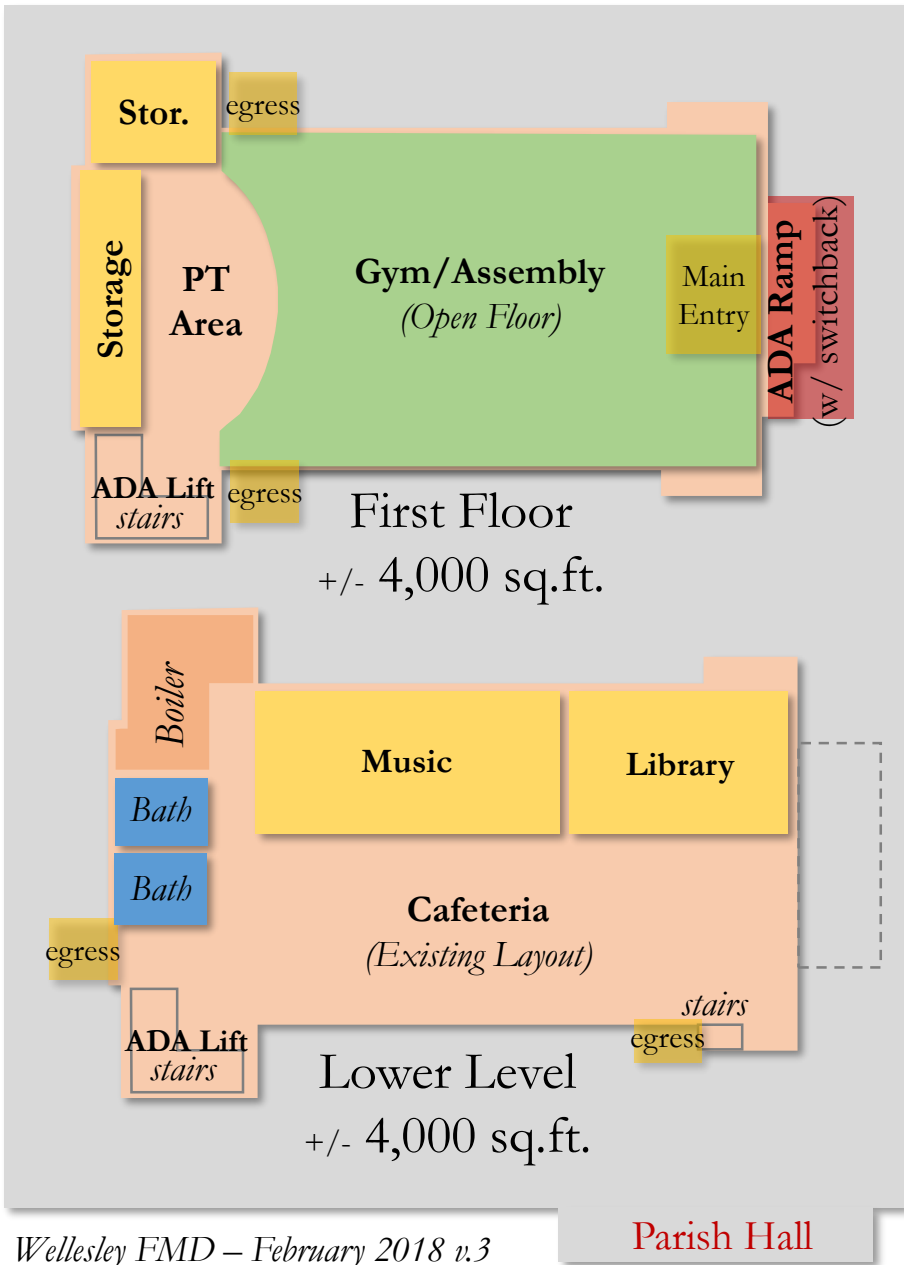 Stor.
egress
Storage
PT
Area
Gym/Assembly
(Open Floor)
Main
Entry
ADA Ramp
(w/ switchback)
ADA Lift
stairs
egress
First Floor
+/- 4,000 sq.ft.
Boiler
Music
Library
Bath
Bath
Cafeteria
(Existing Layout)
egress
stairs
egress
ADA Lift
stairs
Lower Level
+/- 4,000 sq.ft.
Wellesley FMD – February 2018 v.3
Parish Hall